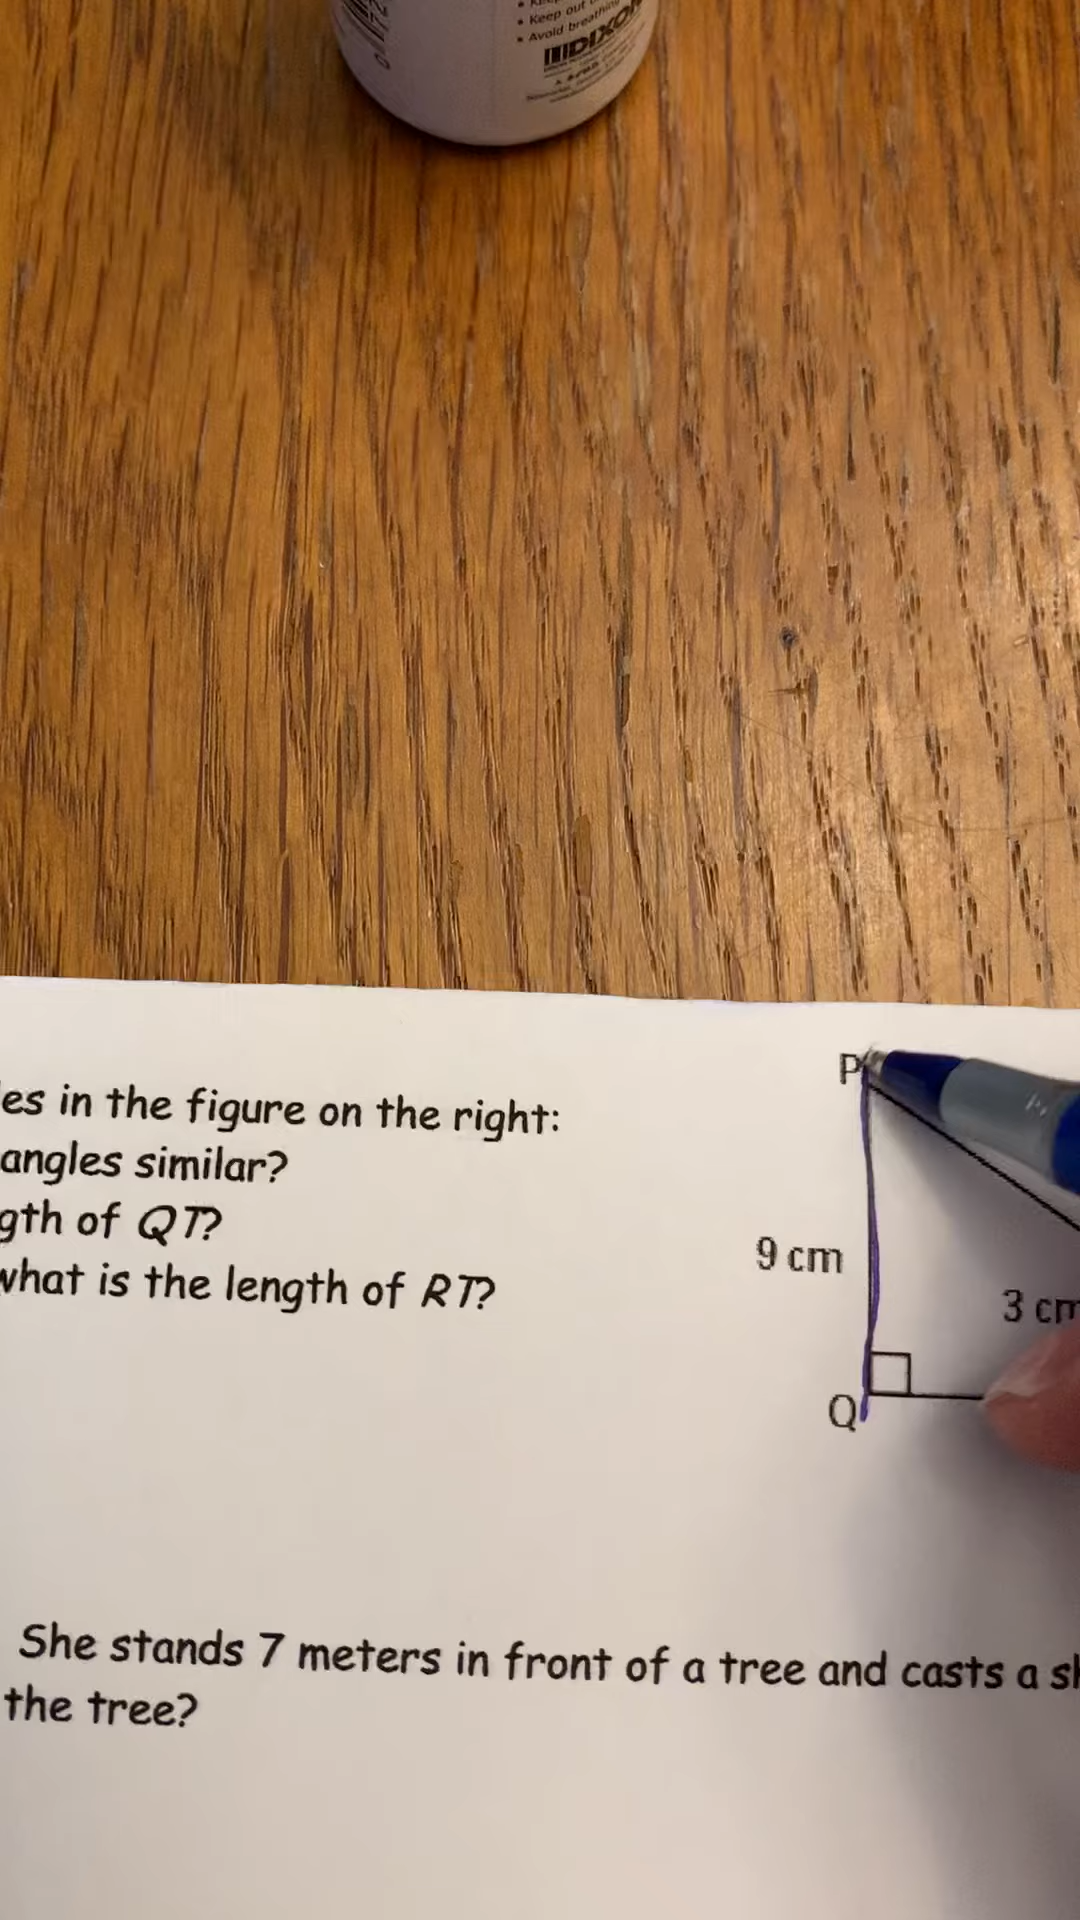 • Keep out
• Avoid breathing
DIXON
es in the figure on the right:
angles similar?
gth of QT?
what is the length of RT?
P
9 cm
3 cm
Q
She stands 7 meters in front of a tree and casts a sh
the tree?